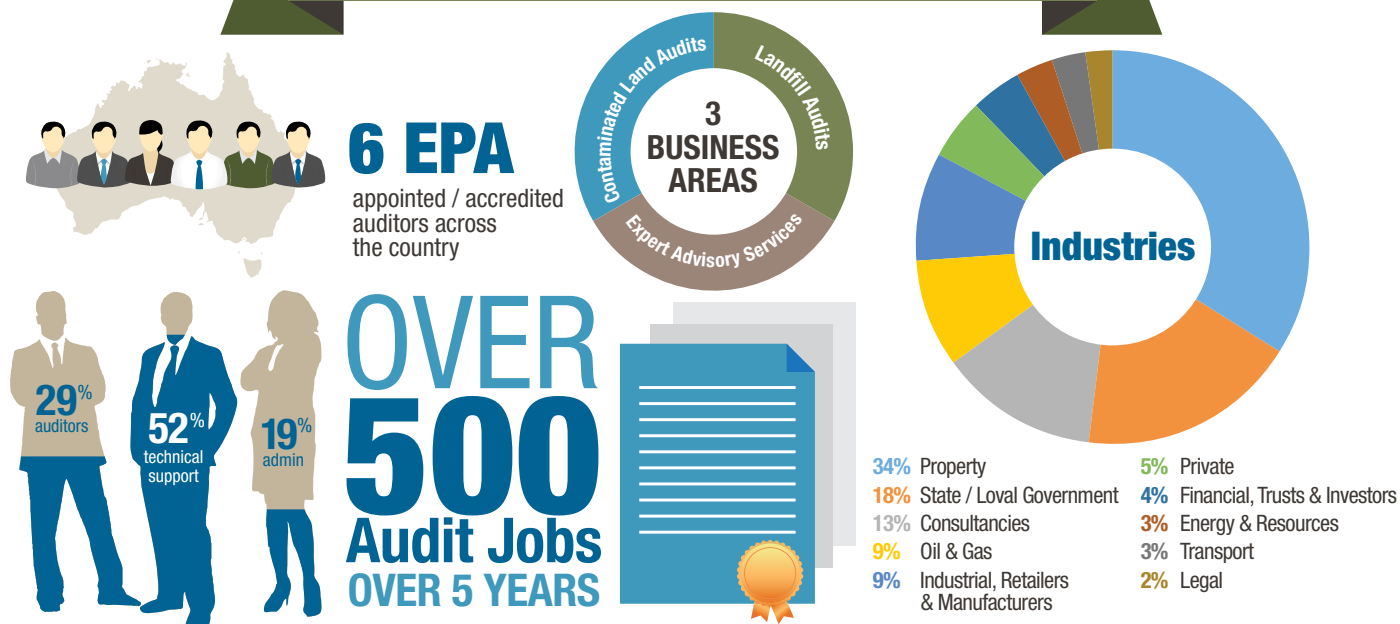 6 EPA
appointed / accredited
auditors across
the country
Contaminated Land Audits
Landfill Audits
Expert Advisory Services
3
BUSINESS
AREAS
29%
auditors
52%
technical
support
19%
admin
OVER
500
Audit Jobs
OVER 5 YEARS
Industries
34% Property
18% State / Loval Government
13% Consultancies
9% Oil & Gas
9% Industrial, Retailers
& Manufacturers
5% Private
4% Financial, Trusts & Investors
3% Energy & Resources
3% Transport
2% Legal